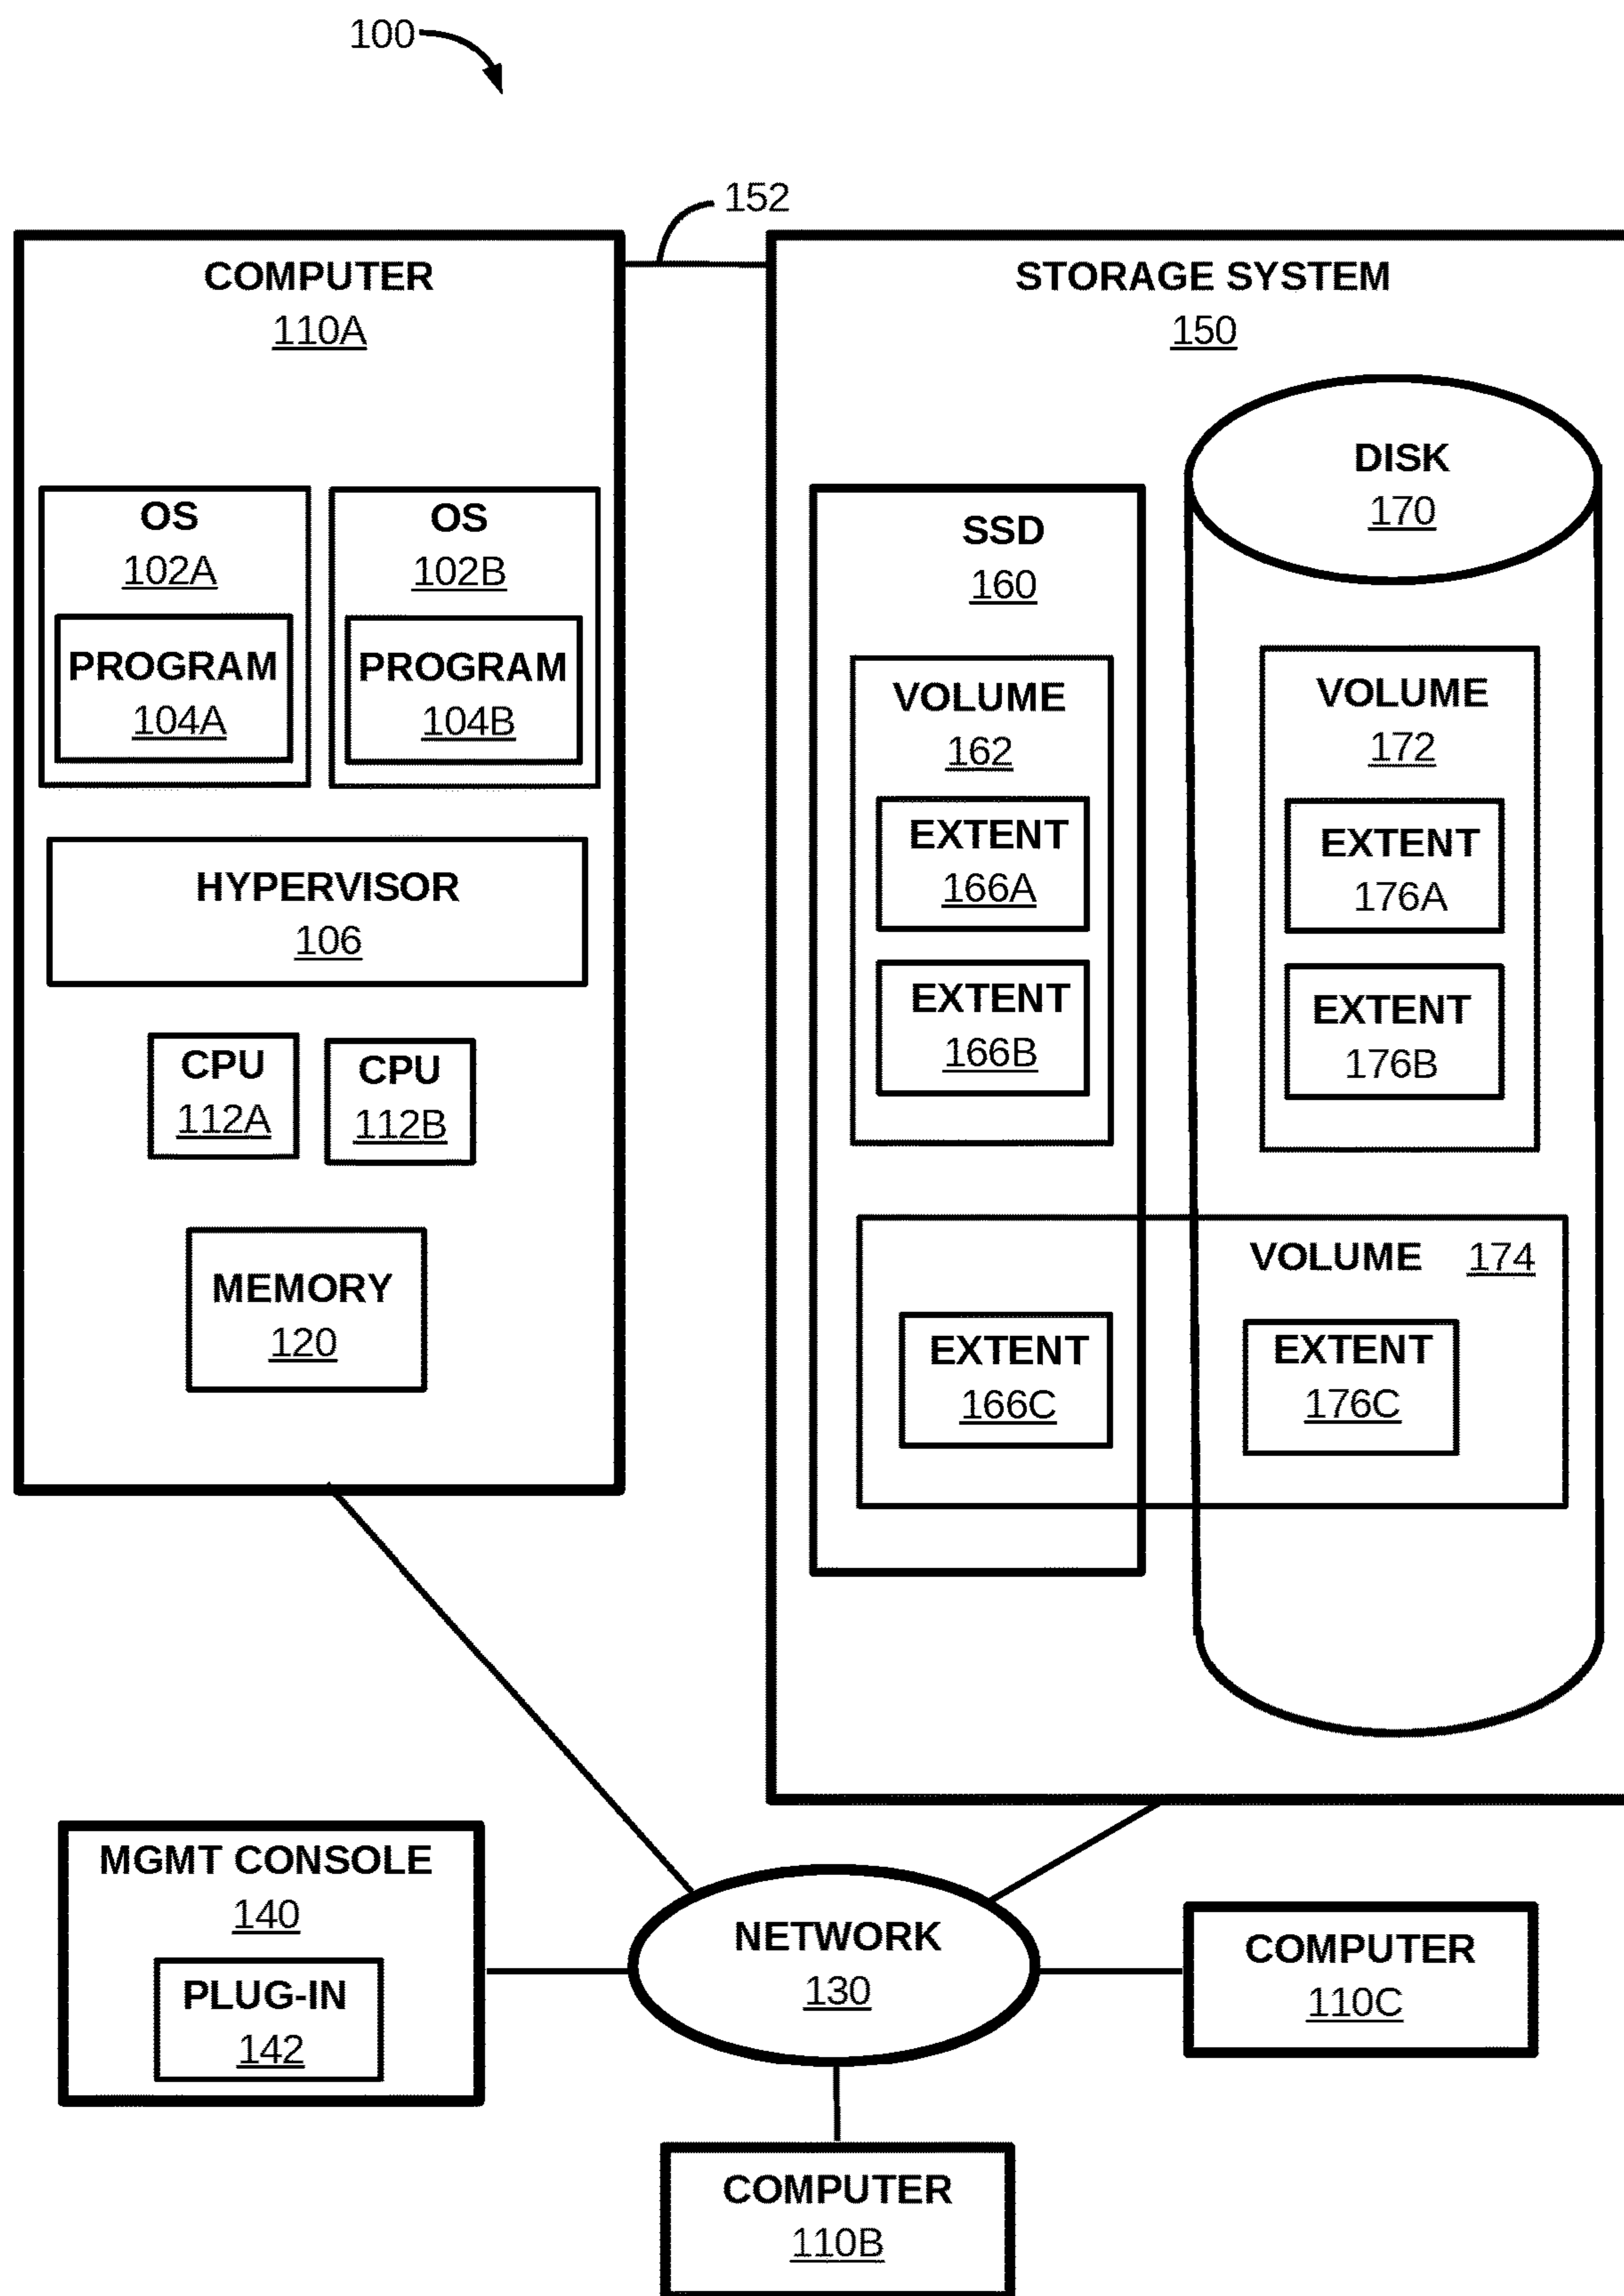 100
152
COMPUTER
110A
STORAGE SYSTEM
150
DISK
170
OS
102A
OS
102B
SSD
160
PROGRAM
104A
PROGRAM
104B
VOLUME
162
VOLUME
172
EXTENT
166A
EXTENT
176A
HYPERVISOR
106
EXTENT
166B
EXTENT
176B
CPU
112A
CPU
112B
VOLUME 174
MEMORY
120
EXTENT
166C
EXTENT
176C
MGMT CONSOLE
140
PLUG-IN
142
NETWORK
130
COMPUTER
110C
COMPUTER
110B